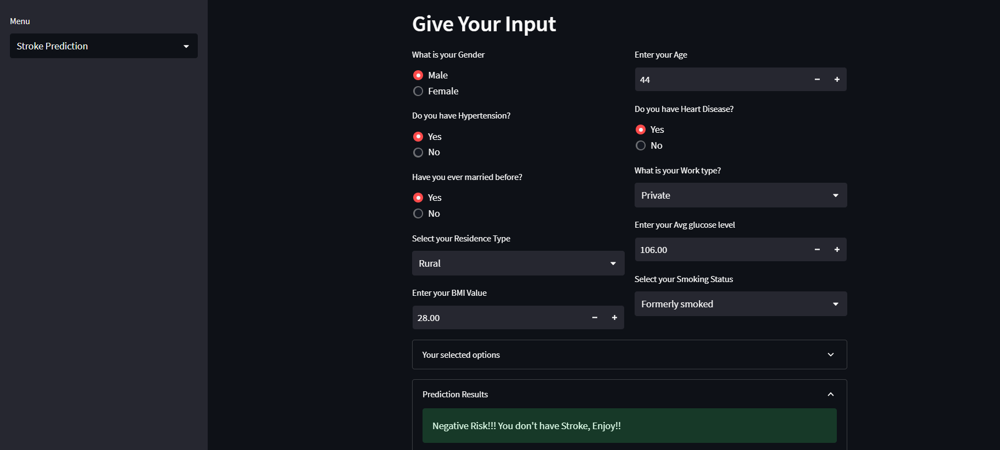 Menu
Stroke Prediction
Give Your Input
What is your Gender
Male
Female
Do you have Hypertension?
Yes
No
Have you ever married before?
Yes
No
Select your Residence Type
Rural
Enter your BMI Value
28.00
Enter your Age
44
Do you have Heart Disease?
Yes
No
What is your Work type?
Private
Enter your Avg glucose level
106.00
Select your Smoking Status
Formerly smoked
Your selected options
Prediction Results
Negative Risk!!! You don't have Stroke, Enjoy!!